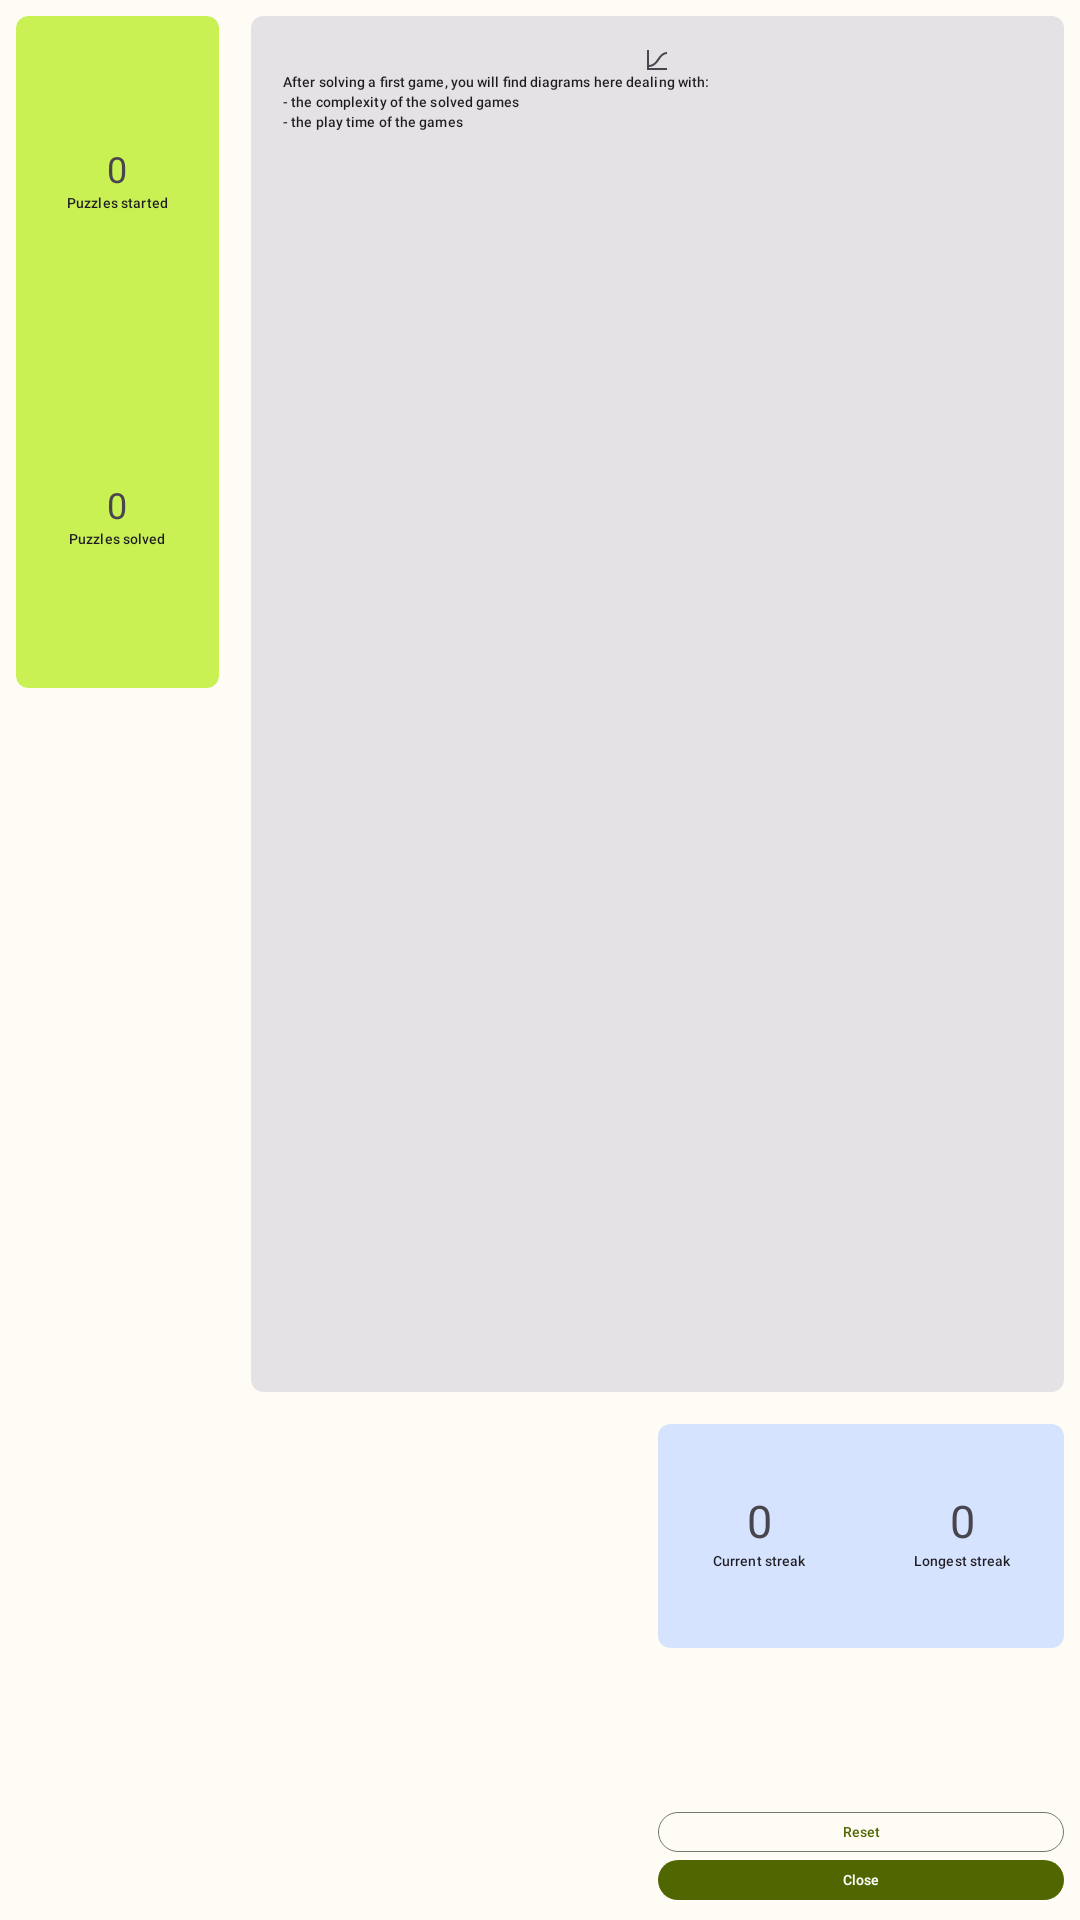 0
Puzzles started
0
Puzzles solved
After solving a first game, you will find diagrams here dealing with:
- the complexity of the solved games
- the play time of the games
0
Current streak
0
Longest streak
Reset
Close